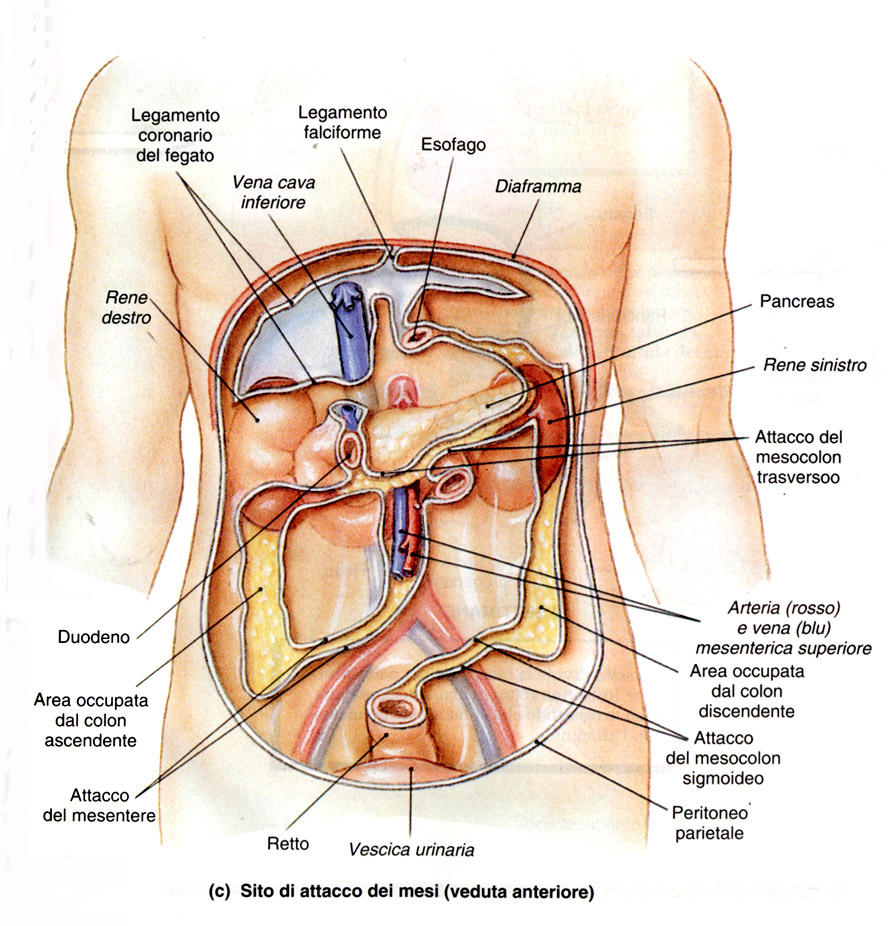 Legamento
coronario
del fegato
Legamento
falciforme
Esofago
Vena cava
inferiore
Diaframma
Rene
destro
Pancreas
Rene sinistro
Attacco del
mesocolon
trasversoo
Arteria (rosso)
e vena (blu)
mesenterica superiore
Duodeno
Area occupata
dal colon
discendente
Area occupata
dal colon
ascendente
Attacco
del mesocolon
sigmoideo
Attacco
del mesentere
Peritoneo
parietale
Retto
Vescica urinaria
(c) Sito di attacco dei mesi (veduta anteriore)